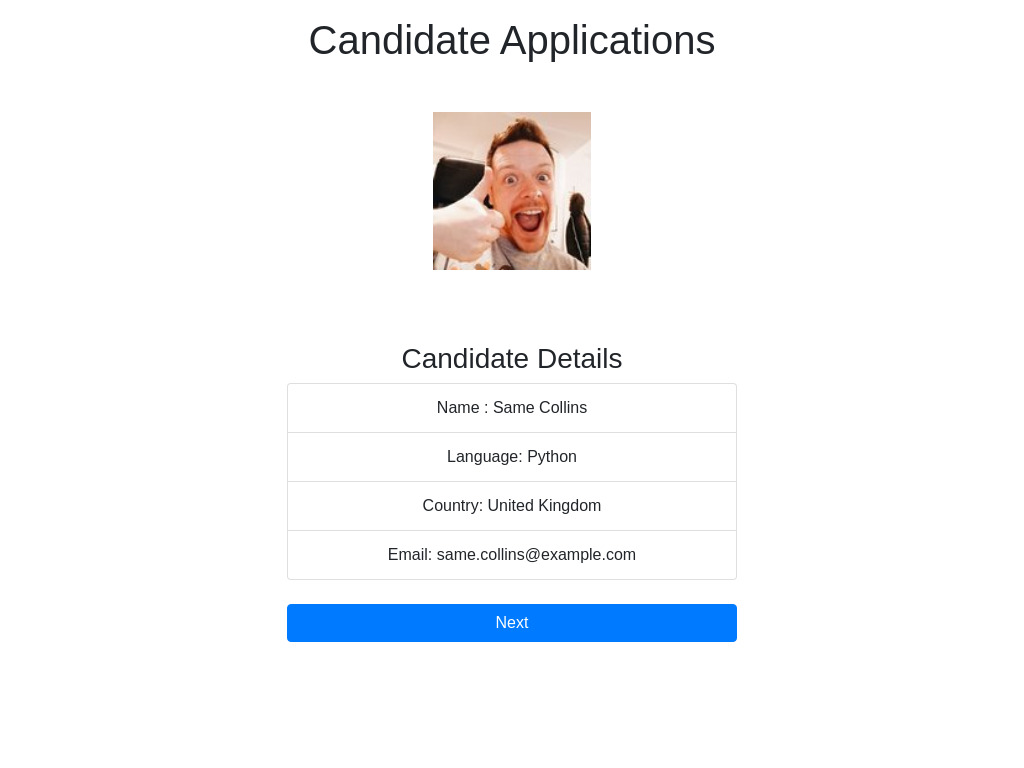 Candidate Applications
Candidate Details
Name : Same Collins
Language: Python
Country: United Kingdom
Email: same.collins@example.com
Next